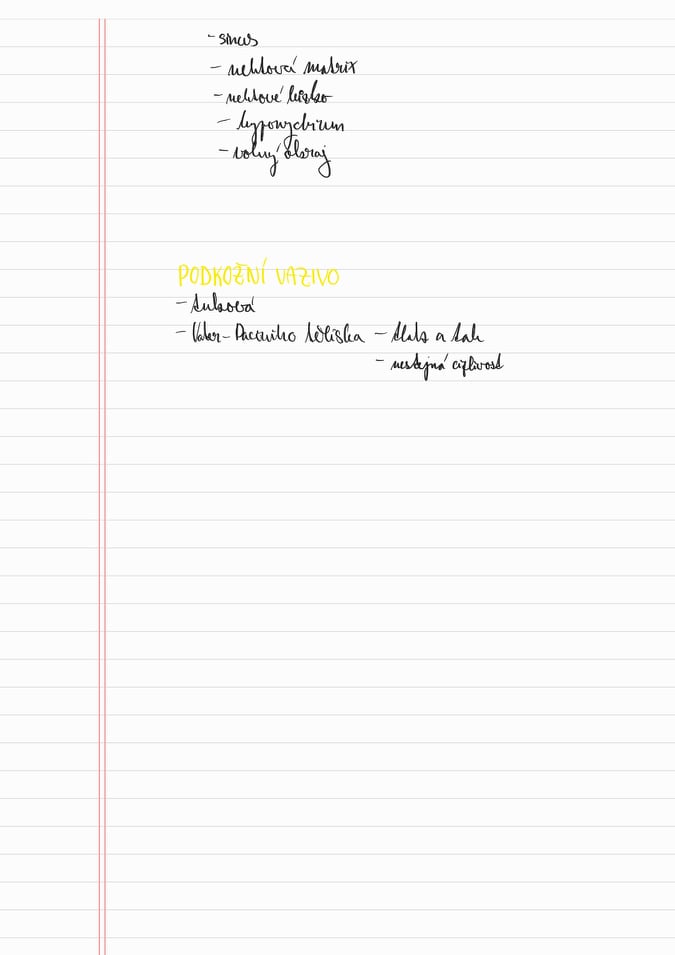 - sinus
- nehtová matrix
- nehtové lůžko
- hyponychium
- volný okraj
PODKOŽNÍ VAZIVO
- tuková
- Vater-Paciniho tělíska - tlak a tah
- nestejná citlivost